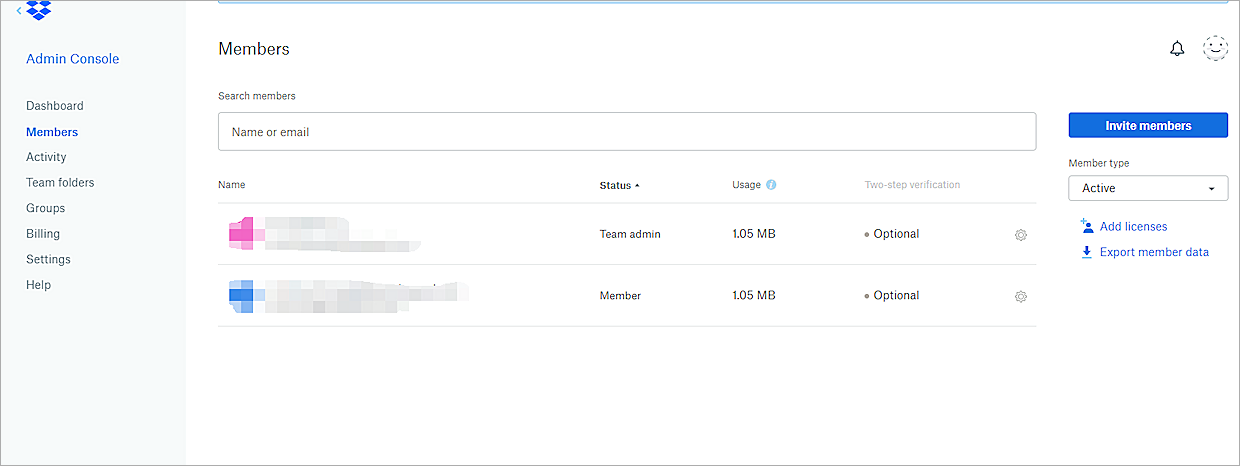 Admin Console
Dashboard
Members
Activity
Team folders
Groups
Billing
Settings
Help
Members
Search members
Name or email
Name Status Usage Two-step verification
Team admin 1.05 MB Optional
Member 1.05 MB Optional
Invite members
Member type
Active
Add licenses
Export member data